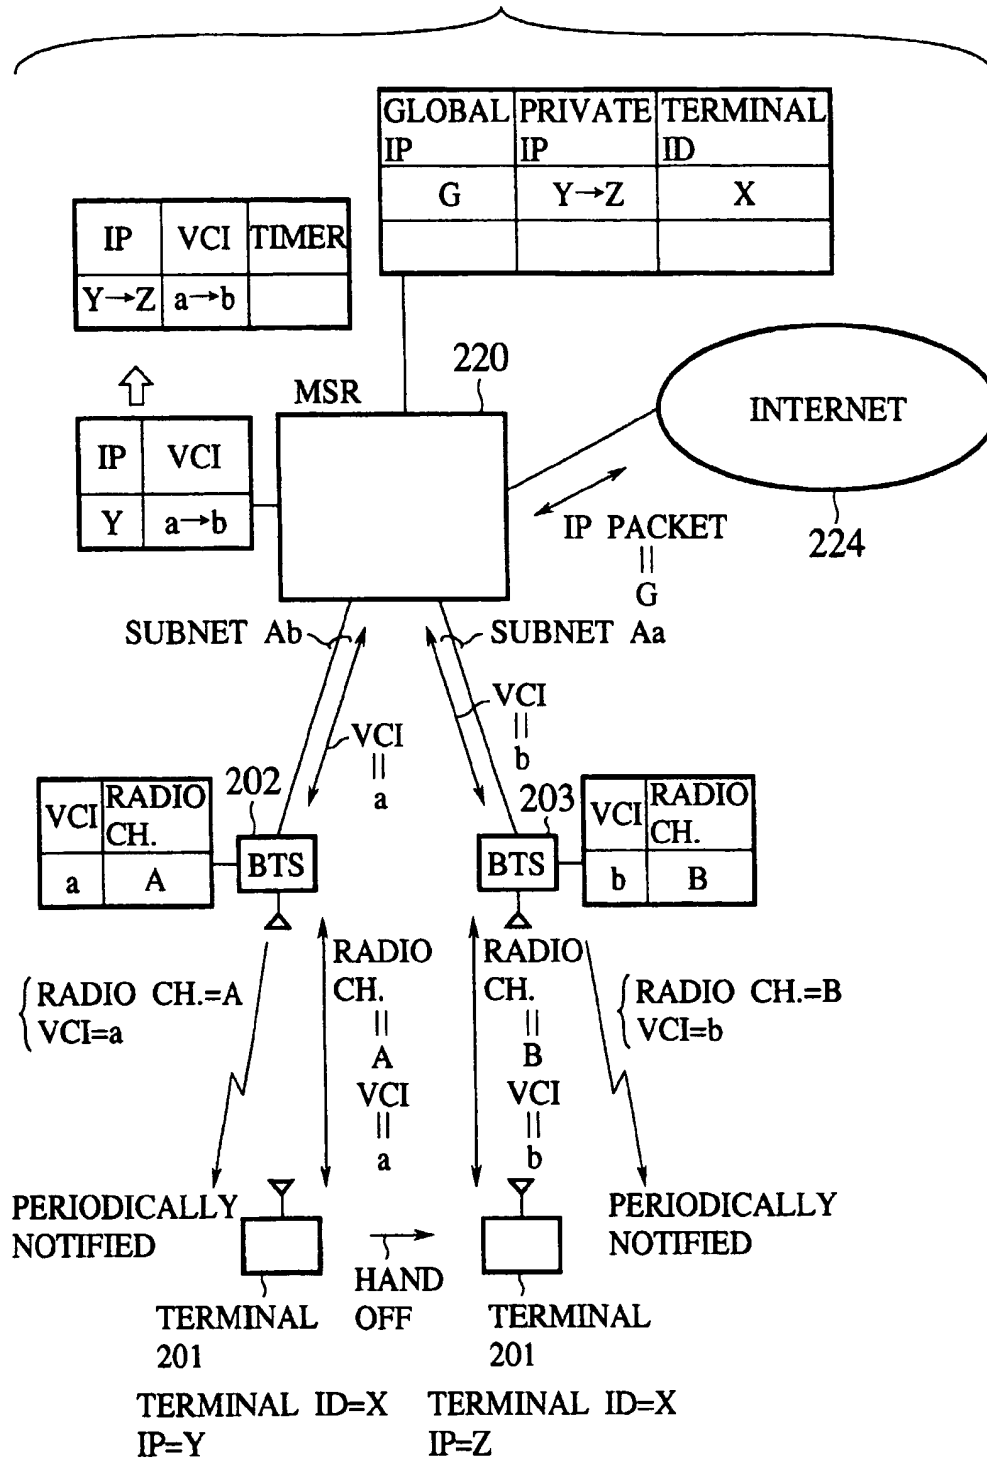 GLOBAL IP PRIVATE IP TERMINAL ID
G Y→Z X
IP VCI TIMER
Y→Z a→b
220
MSR
INTERNET
IP VCI
Y a→b
224
IP PACKET
||
G
SUBNET Ab
SUBNET Aa
VCI
||
a
VCI
||
b
202
203
VCI RADIO CH.
a A
BTS
BTS
VCI RADIO CH.
b B
RADIO CH.=A
VCI=a
RADIO
CH.
||
A
VCI
||
a
RADIO
CH.
||
B
VCI
||
b
RADIO CH.=B
VCI=b
PERIODICALLY
NOTIFIED
PERIODICALLY
NOTIFIED
HAND
OFF
TERMINAL
201
TERMINAL
201
TERMINAL ID=X
IP=Y
TERMINAL ID=X
IP=Z